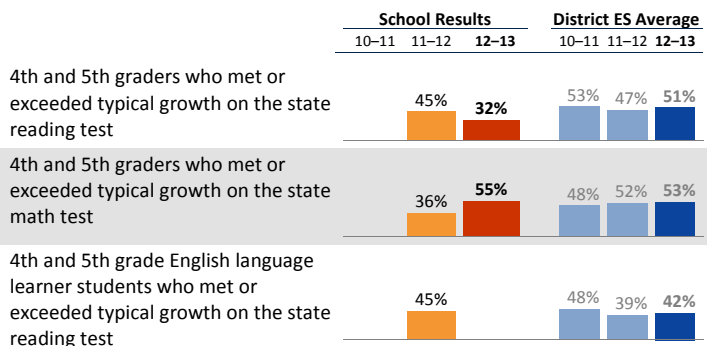 School Results District ES Average
10–11 11–12 12–13 10–11 11–12 12–13
4th and 5th graders who met or
exceeded typical growth on the state
reading test
45% 32% 53% 47% 51%
4th and 5th graders who met or
exceeded typical growth on the state
math test
36% 55% 48% 52% 53%
4th and 5th grade English language
learner students who met or
exceeded typical growth on the state
reading test
45% 48% 39% 42%